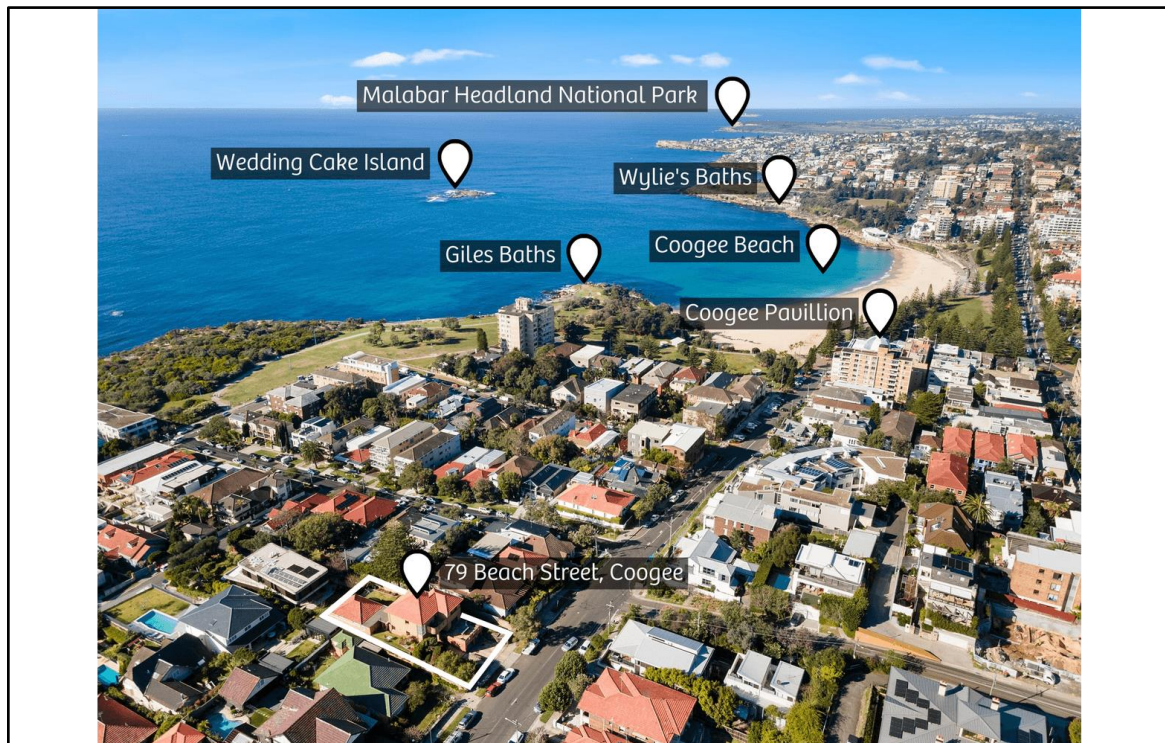 Malabar Headland National Park
Wedding Cake Island
Wylie's Baths
Giles Baths
Coogee Beach
Coogee Pavillion
79 Beach Street, Coogee